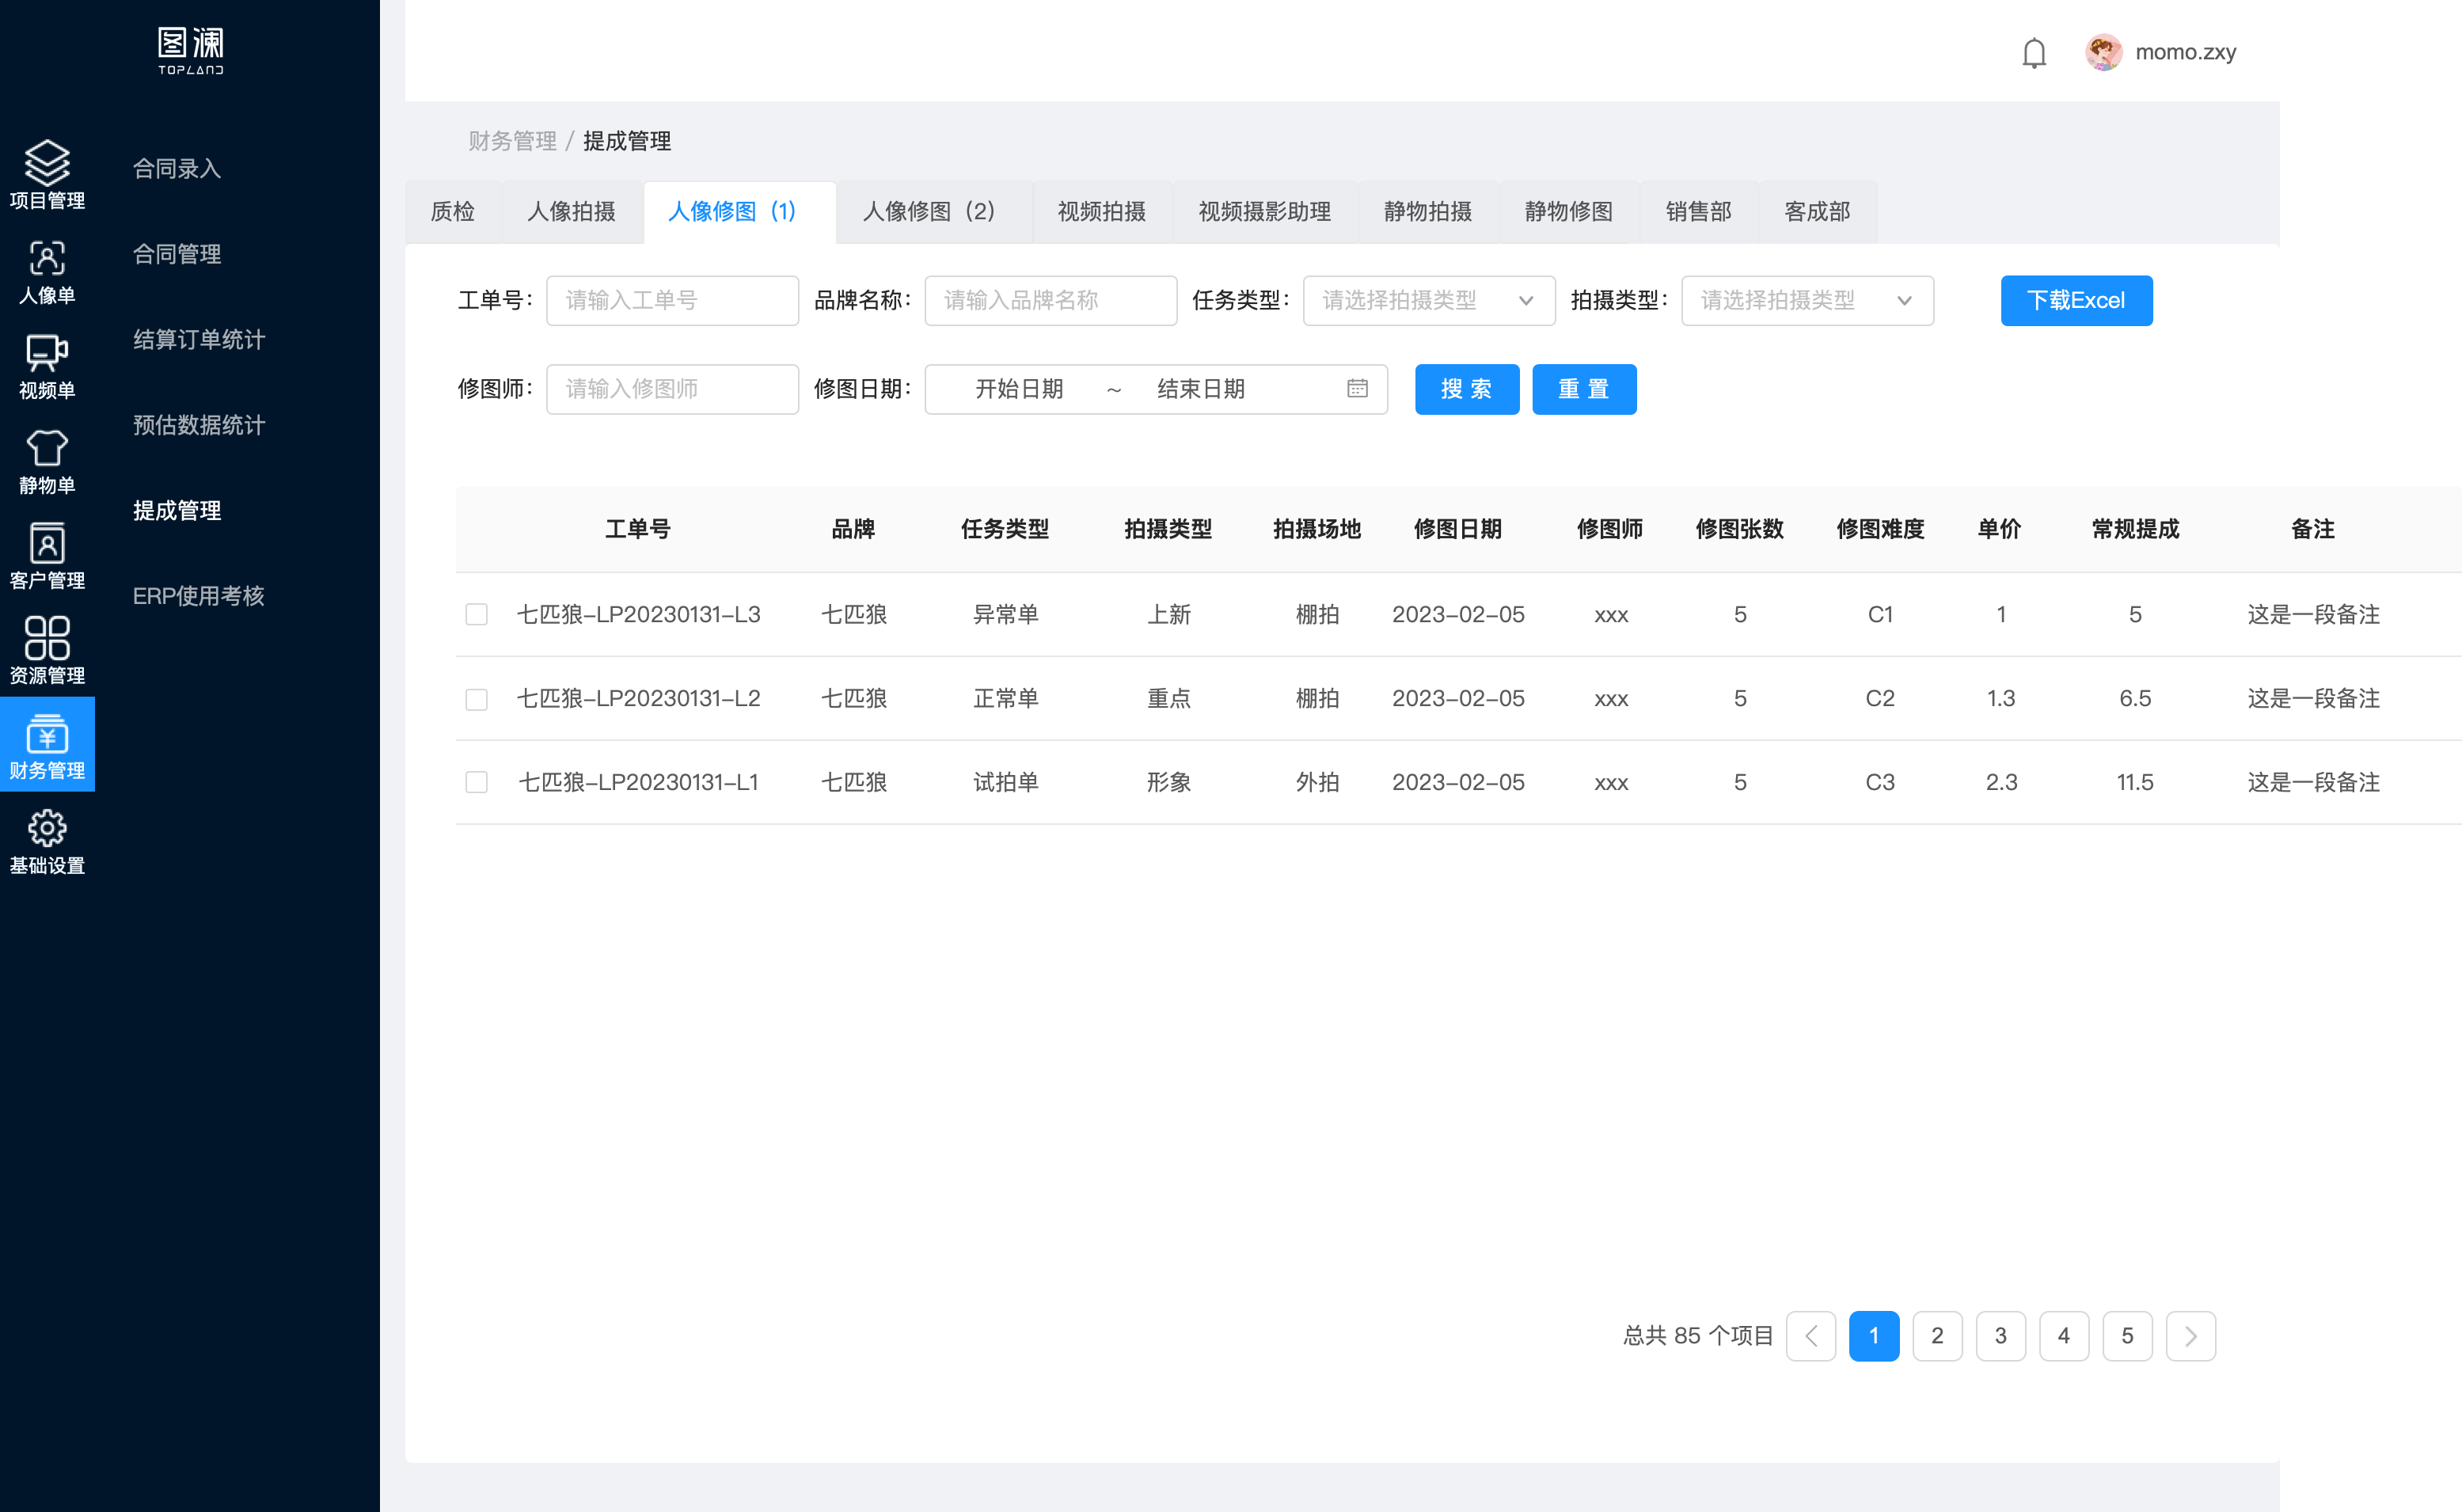 图澜
TOPLAND
momo.zxy
项目管理
人像单
视频单
静物单
客户管理
资源管理
财务管理
基础设置
合同录入
合同管理
结算订单统计
预估数据统计
提成管理
ERP使用考核
财务管理 / 提成管理
质检 人像拍摄 人像修图（1） 人像修图（2） 视频拍摄 视频摄影助理 静物拍摄 静物修图 销售部 客成部
工单号： 请输入工单号 品牌名称： 请输入品牌名称 任务类型： 请选择拍摄类型 拍摄类型： 请选择拍摄类型 下载Excel
修图师： 请输入修图师 修图日期： 开始日期 ~ 结束日期 搜 索 重 置
工单号 品牌 任务类型 拍摄类型 拍摄场地 修图日期 修图师 修图张数 修图难度 单价 常规提成 备注
七匹狼-LP20230131-L3 七匹狼 异常单 上新 棚拍 2023-02-05 xxx 5 C1 1 5 这是一段备注
七匹狼-LP20230131-L2 七匹狼 正常单 重点 棚拍 2023-02-05 xxx 5 C2 1.3 6.5 这是一段备注
七匹狼-LP20230131-L1 七匹狼 试拍单 形象 外拍 2023-02-05 xxx 5 C3 2.3 11.5 这是一段备注
总共 85 个项目 1 2 3 4 5